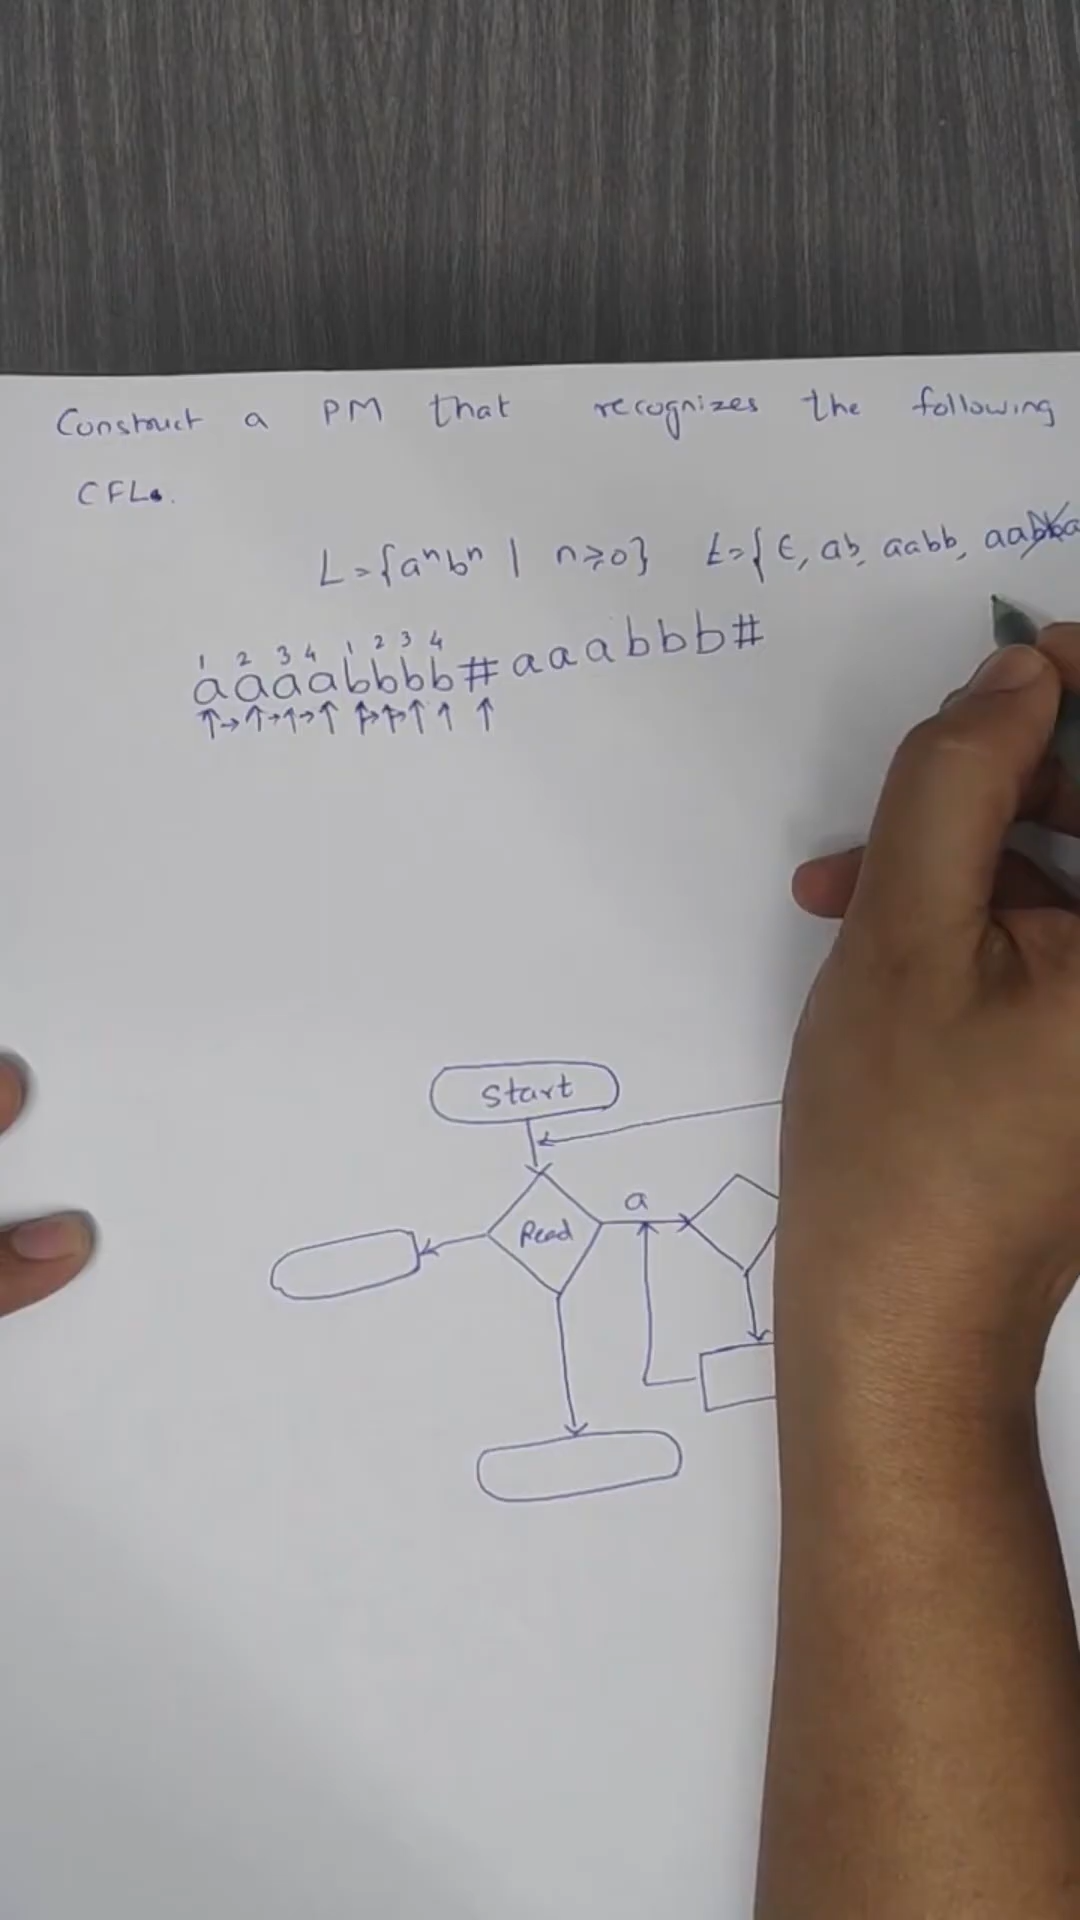 Construct a PM that recognizes the following
CFLs.
L = {aⁿbⁿ | n ≥ 0} L = { ε, ab, aabb,
1 2 3 4 1 2 3 4
aaaabbbb#aaabbb#
Start
a
Read